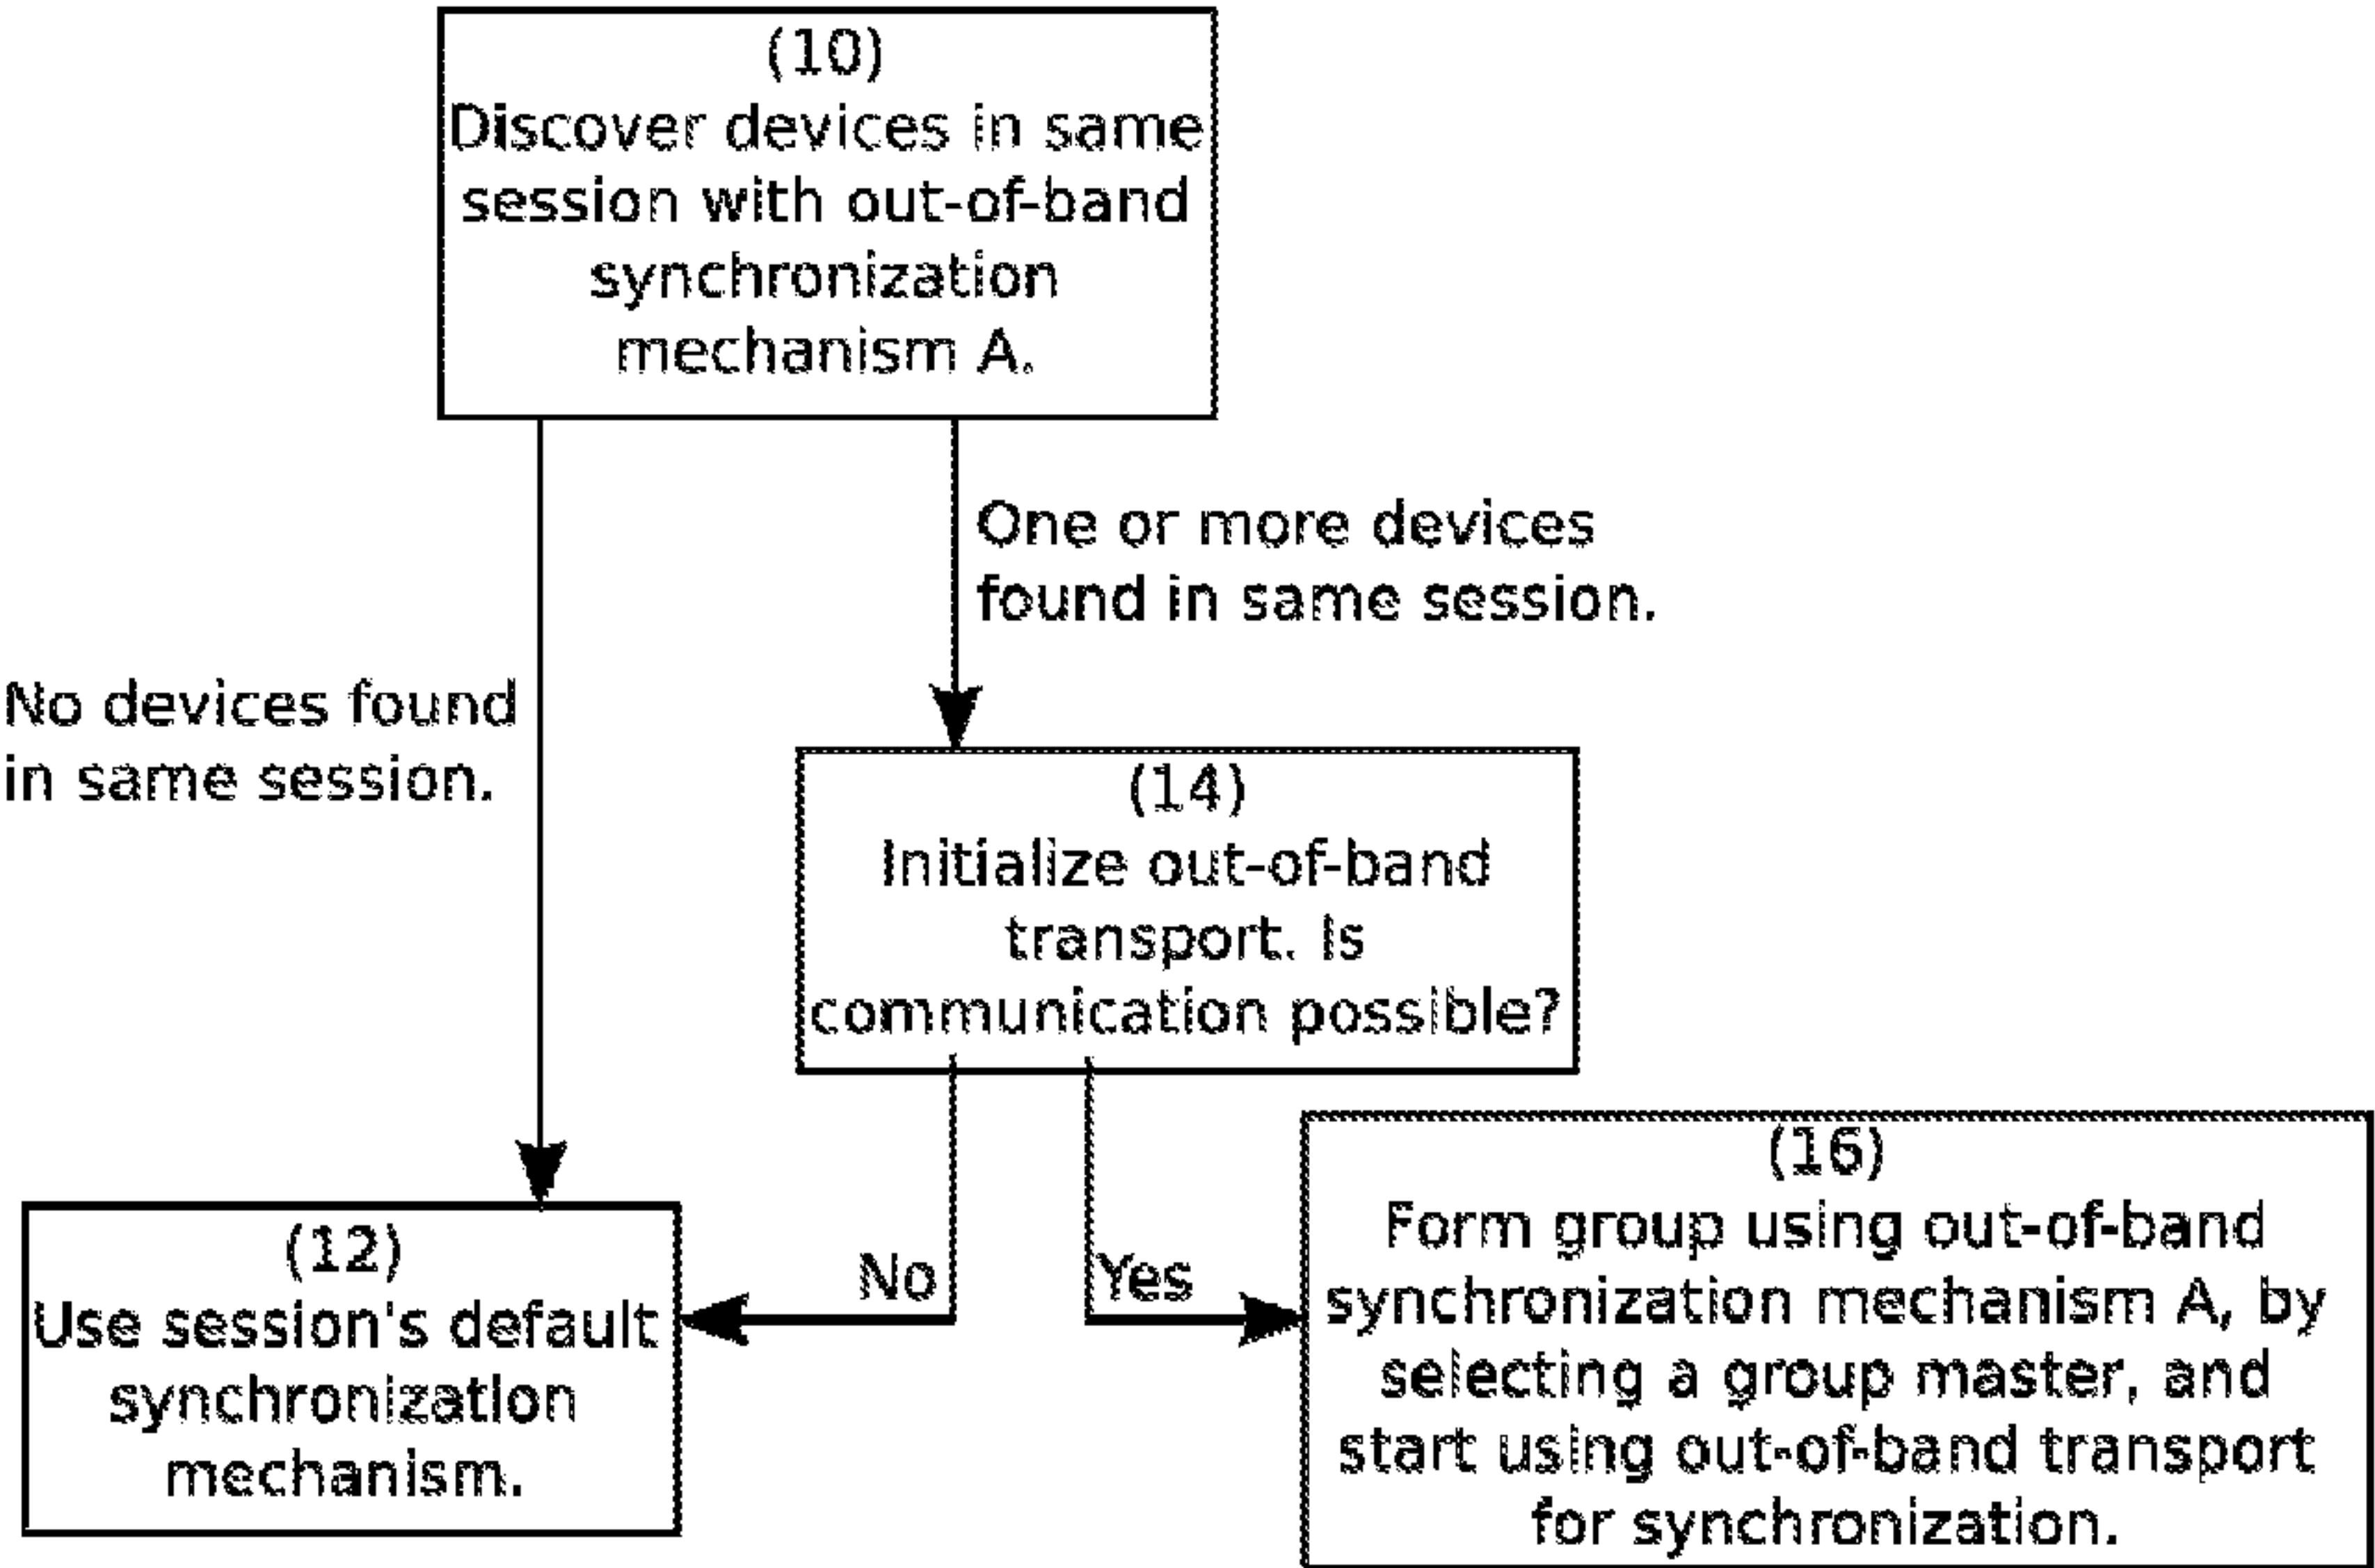 (10)
Discover devices in same
session with out-of-band
synchronization
mechanism A.
One or more devices
found in same session.
No devices found
in same session.
(14)
Initialize out-of-band
transport. Is
communication possible?
No
Yes
(12)
Use session's default
synchronization
mechanism.
(16)
Form group using out-of-band
synchronization mechanism A, by
selecting a group master, and
start using out-of-band transport
for synchronization.